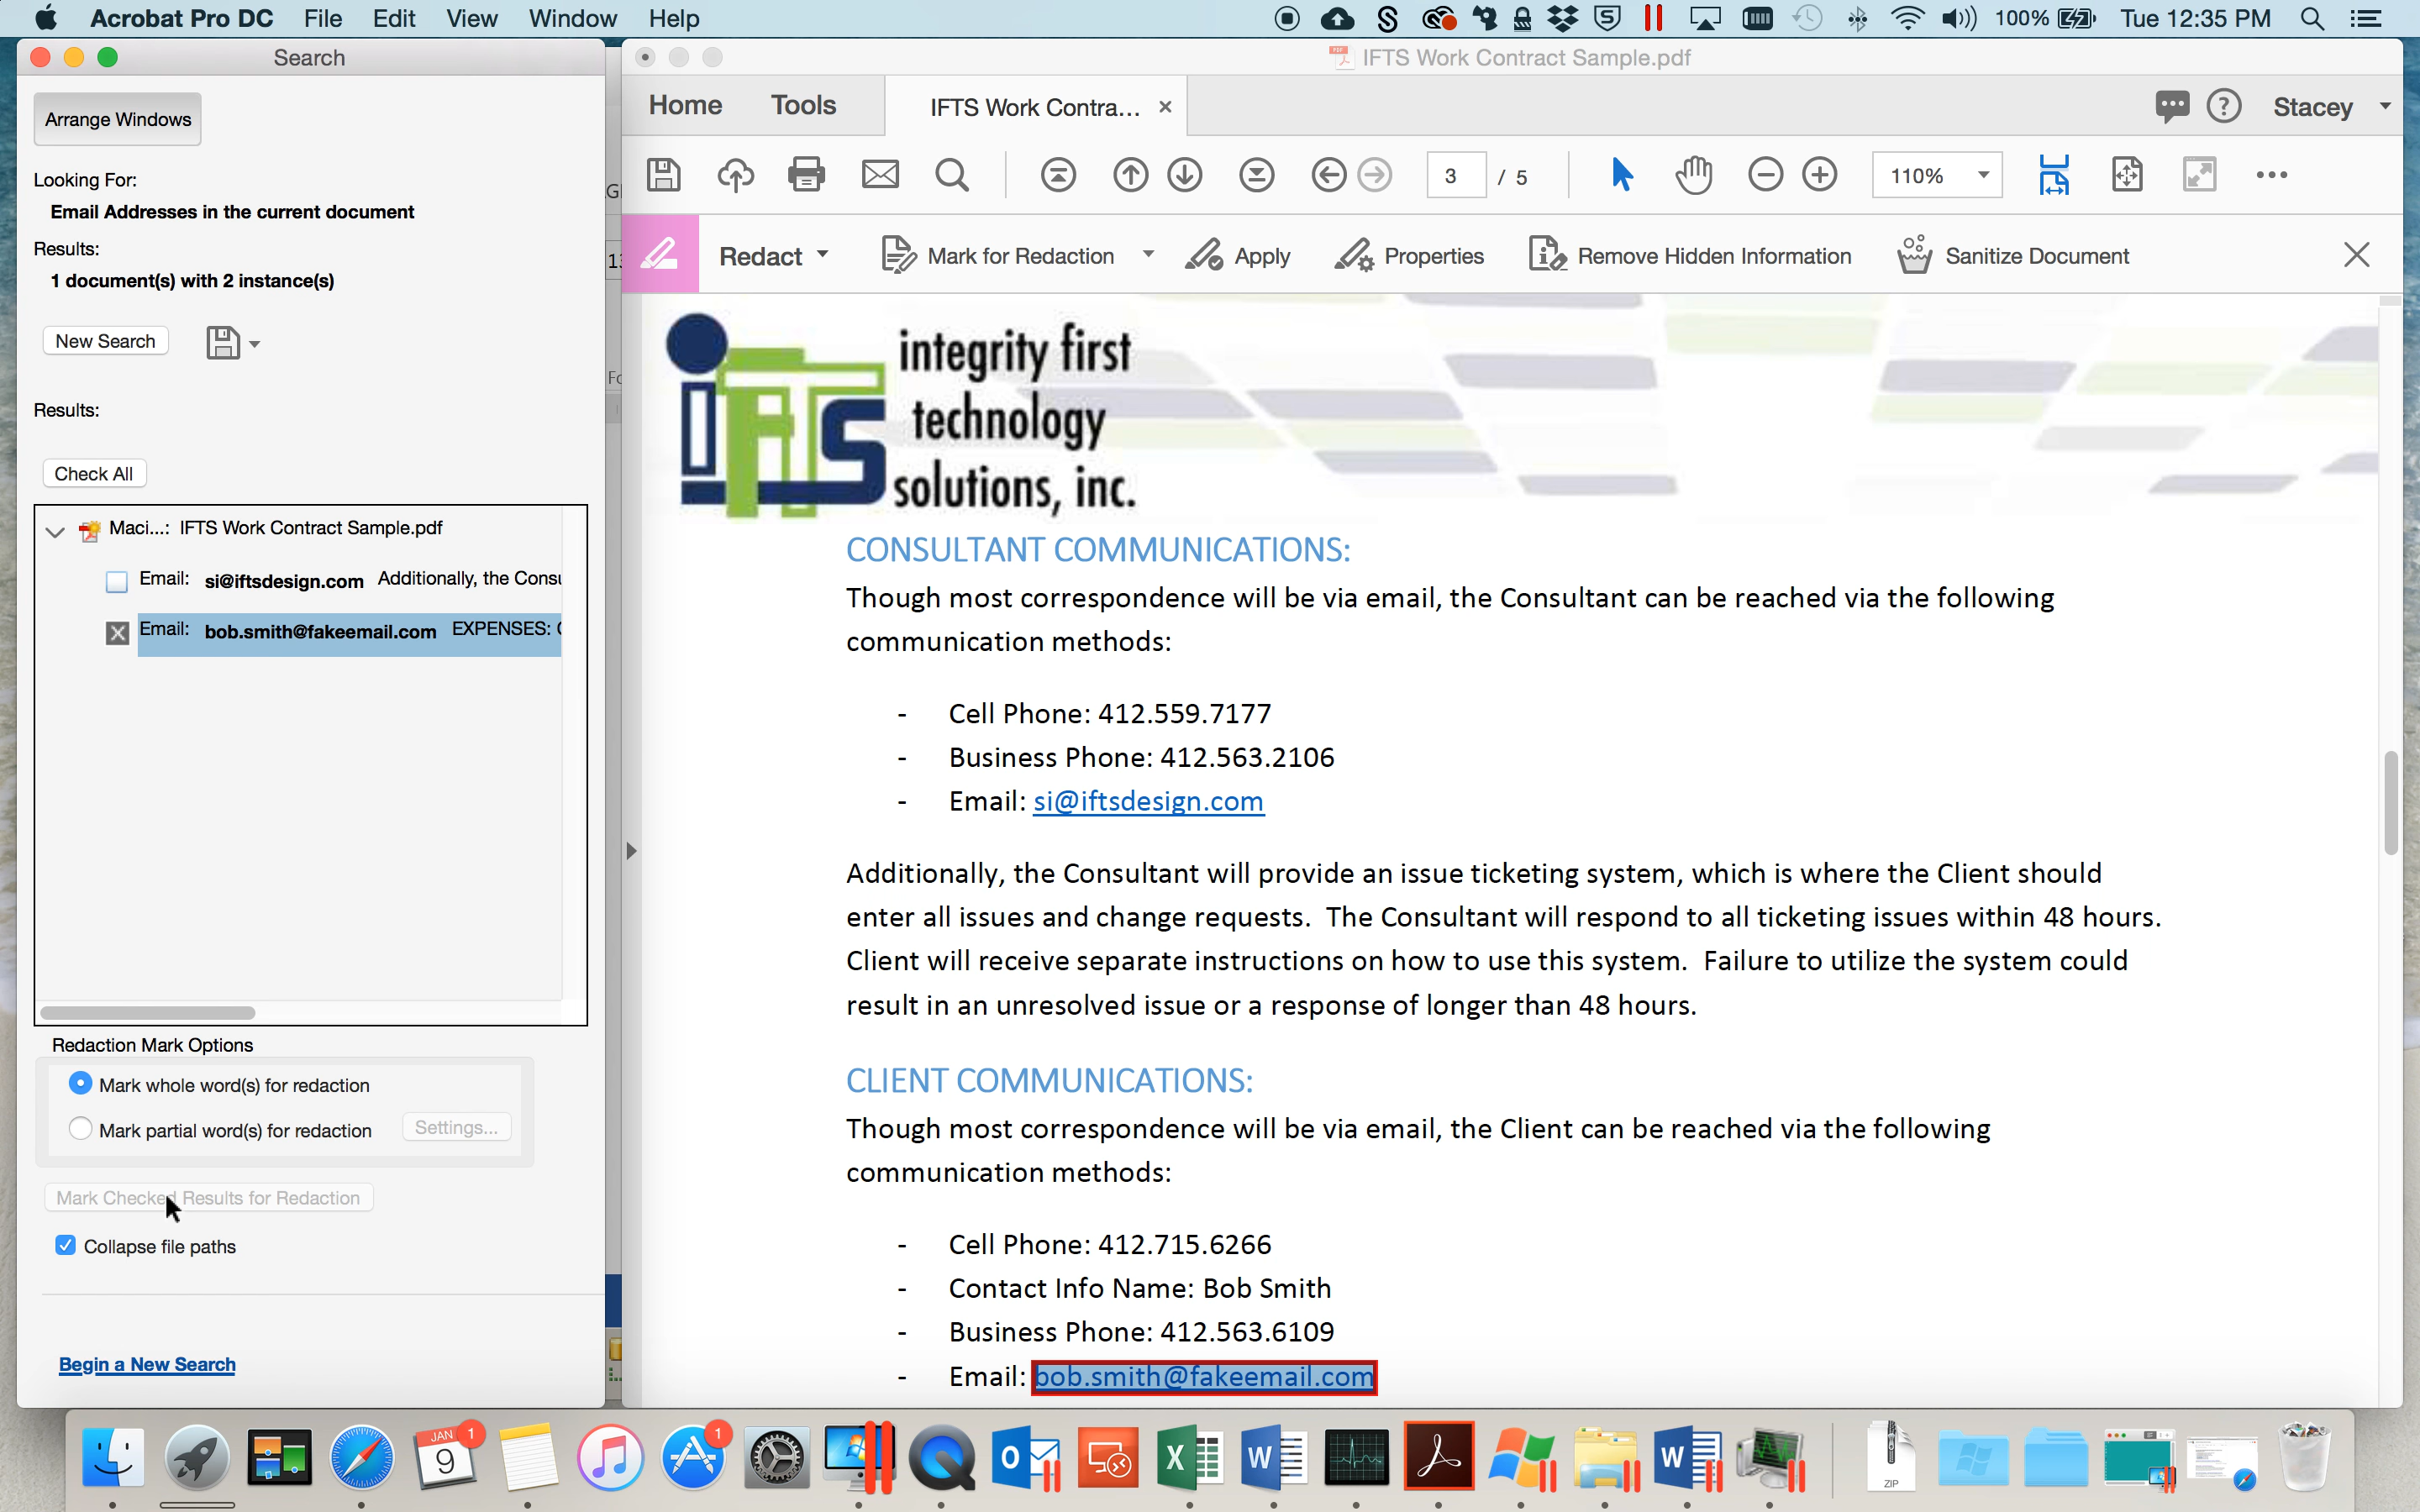 Acrobat Pro DC File Edit View Window Help
100% Tue 12:35 PM
Search
Arrange Windows
Looking For:
Email Addresses in the current document
Results:
1 document(s) with 2 instance(s)
New Search
Results:
Check All
Maci...: IFTS Work Contract Sample.pdf
Email: si@iftsdesign.com Additionally, the Consu
Email: bob.smith@fakeemail.com EXPENSES:
Redaction Mark Options
Mark whole word(s) for redaction
Mark partial word(s) for redaction
Settings...
Mark Checked Results for Redaction
Collapse file paths
Begin a New Search
IFTS Work Contract Sample.pdf
Home Tools IFTS Work Contra... Stacey
3 / 5 110%
Redact Mark for Redaction Apply Properties Remove Hidden Information Sanitize Document
iFTS
integrity first
technology
solutions, inc.
CONSULTANT COMMUNICATIONS:
Though most correspondence will be via email, the Consultant can be reached via the following
communication methods:
- Cell Phone: 412.559.7177
- Business Phone: 412.563.2106
- Email: si@iftsdesign.com
Additionally, the Consultant will provide an issue ticketing system, which is where the Client should
enter all issues and change requests. The Consultant will respond to all ticketing issues within 48 hours.
Client will receive separate instructions on how to use this system. Failure to utilize the system could
result in an unresolved issue or a response of longer than 48 hours.
CLIENT COMMUNICATIONS:
Though most correspondence will be via email, the Client can be reached via the following
communication methods:
- Cell Phone: 412.715.6266
- Contact Info Name: Bob Smith
- Business Phone: 412.563.6109
- Email: bob.smith@fakeemail.com
JAN
9
1
1
ZIP